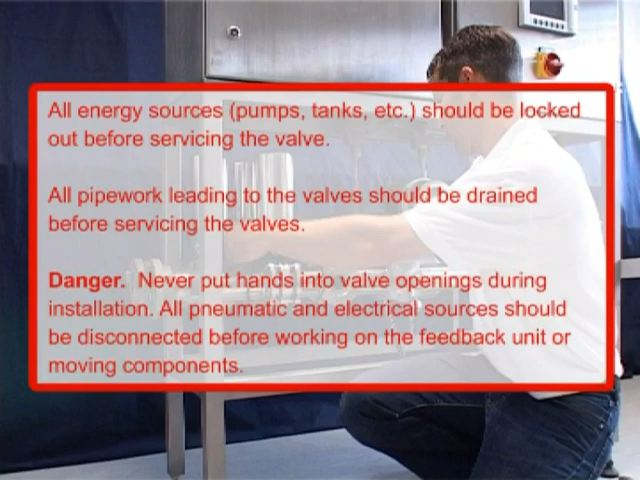 All energy sources (pumps, tanks, etc.) should be locked
out before servicing the valve.
All pipework leading to the valves should be drained
before servicing the valves.
Danger. Never put hands into valve openings during
installation. All pneumatic and electrical sources should
be disconnected before working on the feedback unit or
moving components.